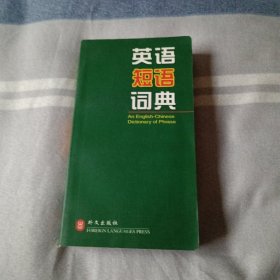 英语
短语
词典
An English-Chinese
Dictionary of Phrase
外文出版社
FOREIGN LANGUAGES PRESS